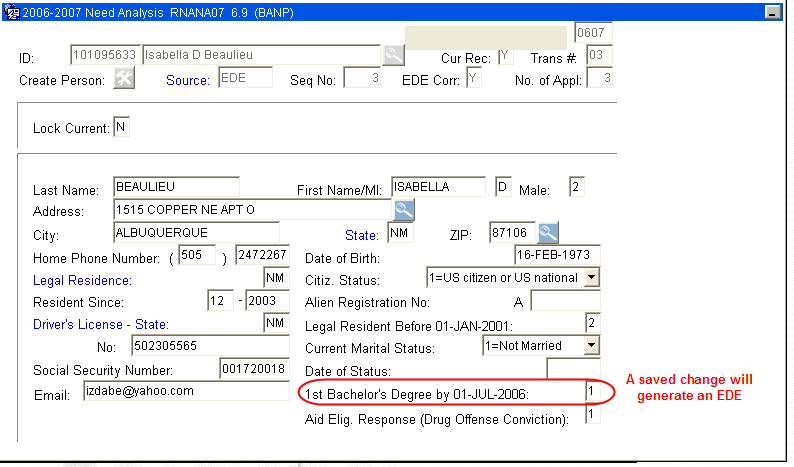 2006-2007 Need Analysis RNANA07 6.9 (BANP)
0607
ID: 101095633 Isabella D Beaulieu Cur Rec: Y Trans #: 03
Create Person: Source: EDE Seq No: 3 EDE Corr: Y No. of Appl: 3
Lock Current: N
Last Name: BEAULIEU First Name/MI: ISABELLA D Male: 2
Address: 1515 COPPER NE APT O
City: ALBUQUERQUE State: NM ZIP: 87106
Home Phone Number: ( 505 ) 2472267 Date of Birth: 16-FEB-1973
Legal Residence: NM Citiz. Status: 1=US citizen or US national
Resident Since: 12 - 2003 Alien Registration No: A
Driver's License - State: NM Legal Resident Before 01-JAN-2001: 2
No: 502305565 Current Marital Status: 1=Not Married
Social Security Number: 001720018 Date of Status:
Email: izdabe@yahoo.com 1st Bachelor's Degree by 01-JUL-2006: 1
Aid Elig. Response (Drug Offense Conviction): 1
A saved change will
generate an EDE